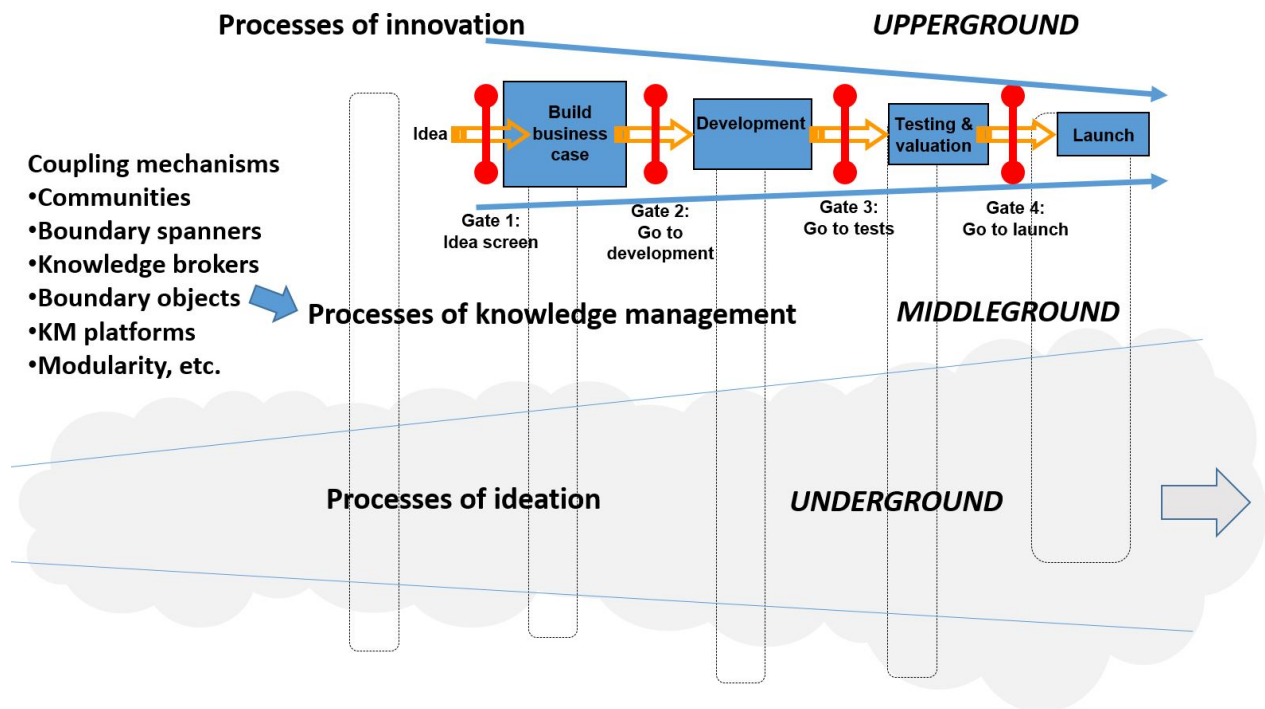 Processes of innovation
UPPERGROUND
Idea
Build
business
case
Development
Testing &
valuation
Launch
Gate 1:
Idea screen
Gate 2:
Go to
development
Gate 3:
Go to tests
Gate 4:
Go to launch
Coupling mechanisms
•Communities
•Boundary spanners
•Knowledge brokers
•Boundary objects
•KM platforms
•Modularity, etc.
Processes of knowledge management
MIDDLEGROUND
Processes of ideation
UNDERGROUND